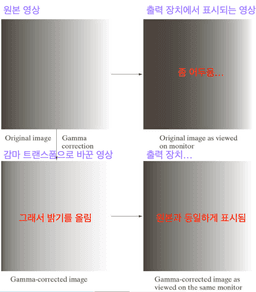 원본 영상
출력 장치에서 표시되는 영상
좀 어두움...
Original image
Gamma
correction
Original image as viewed
on monitor
감마 트랜스폼으로 바꾼 영상
출력 장치...
그래서 밝기를 올림
동일하게 표시됨
Gamma-corrected image
Gamma-corrected image as
viewed on the same monitor